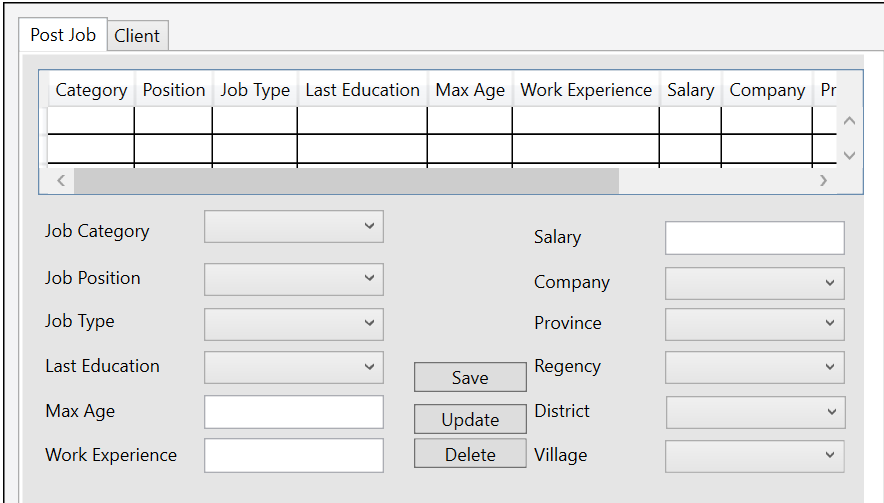 Post Job Client
Category Position Job Type Last Education Max Age Work Experience Salary Company Pr
Job Category
Job Position
Job Type
Last Education
Max Age
Work Experience
Save
Update
Delete
Salary
Company
Province
Regency
District
Village